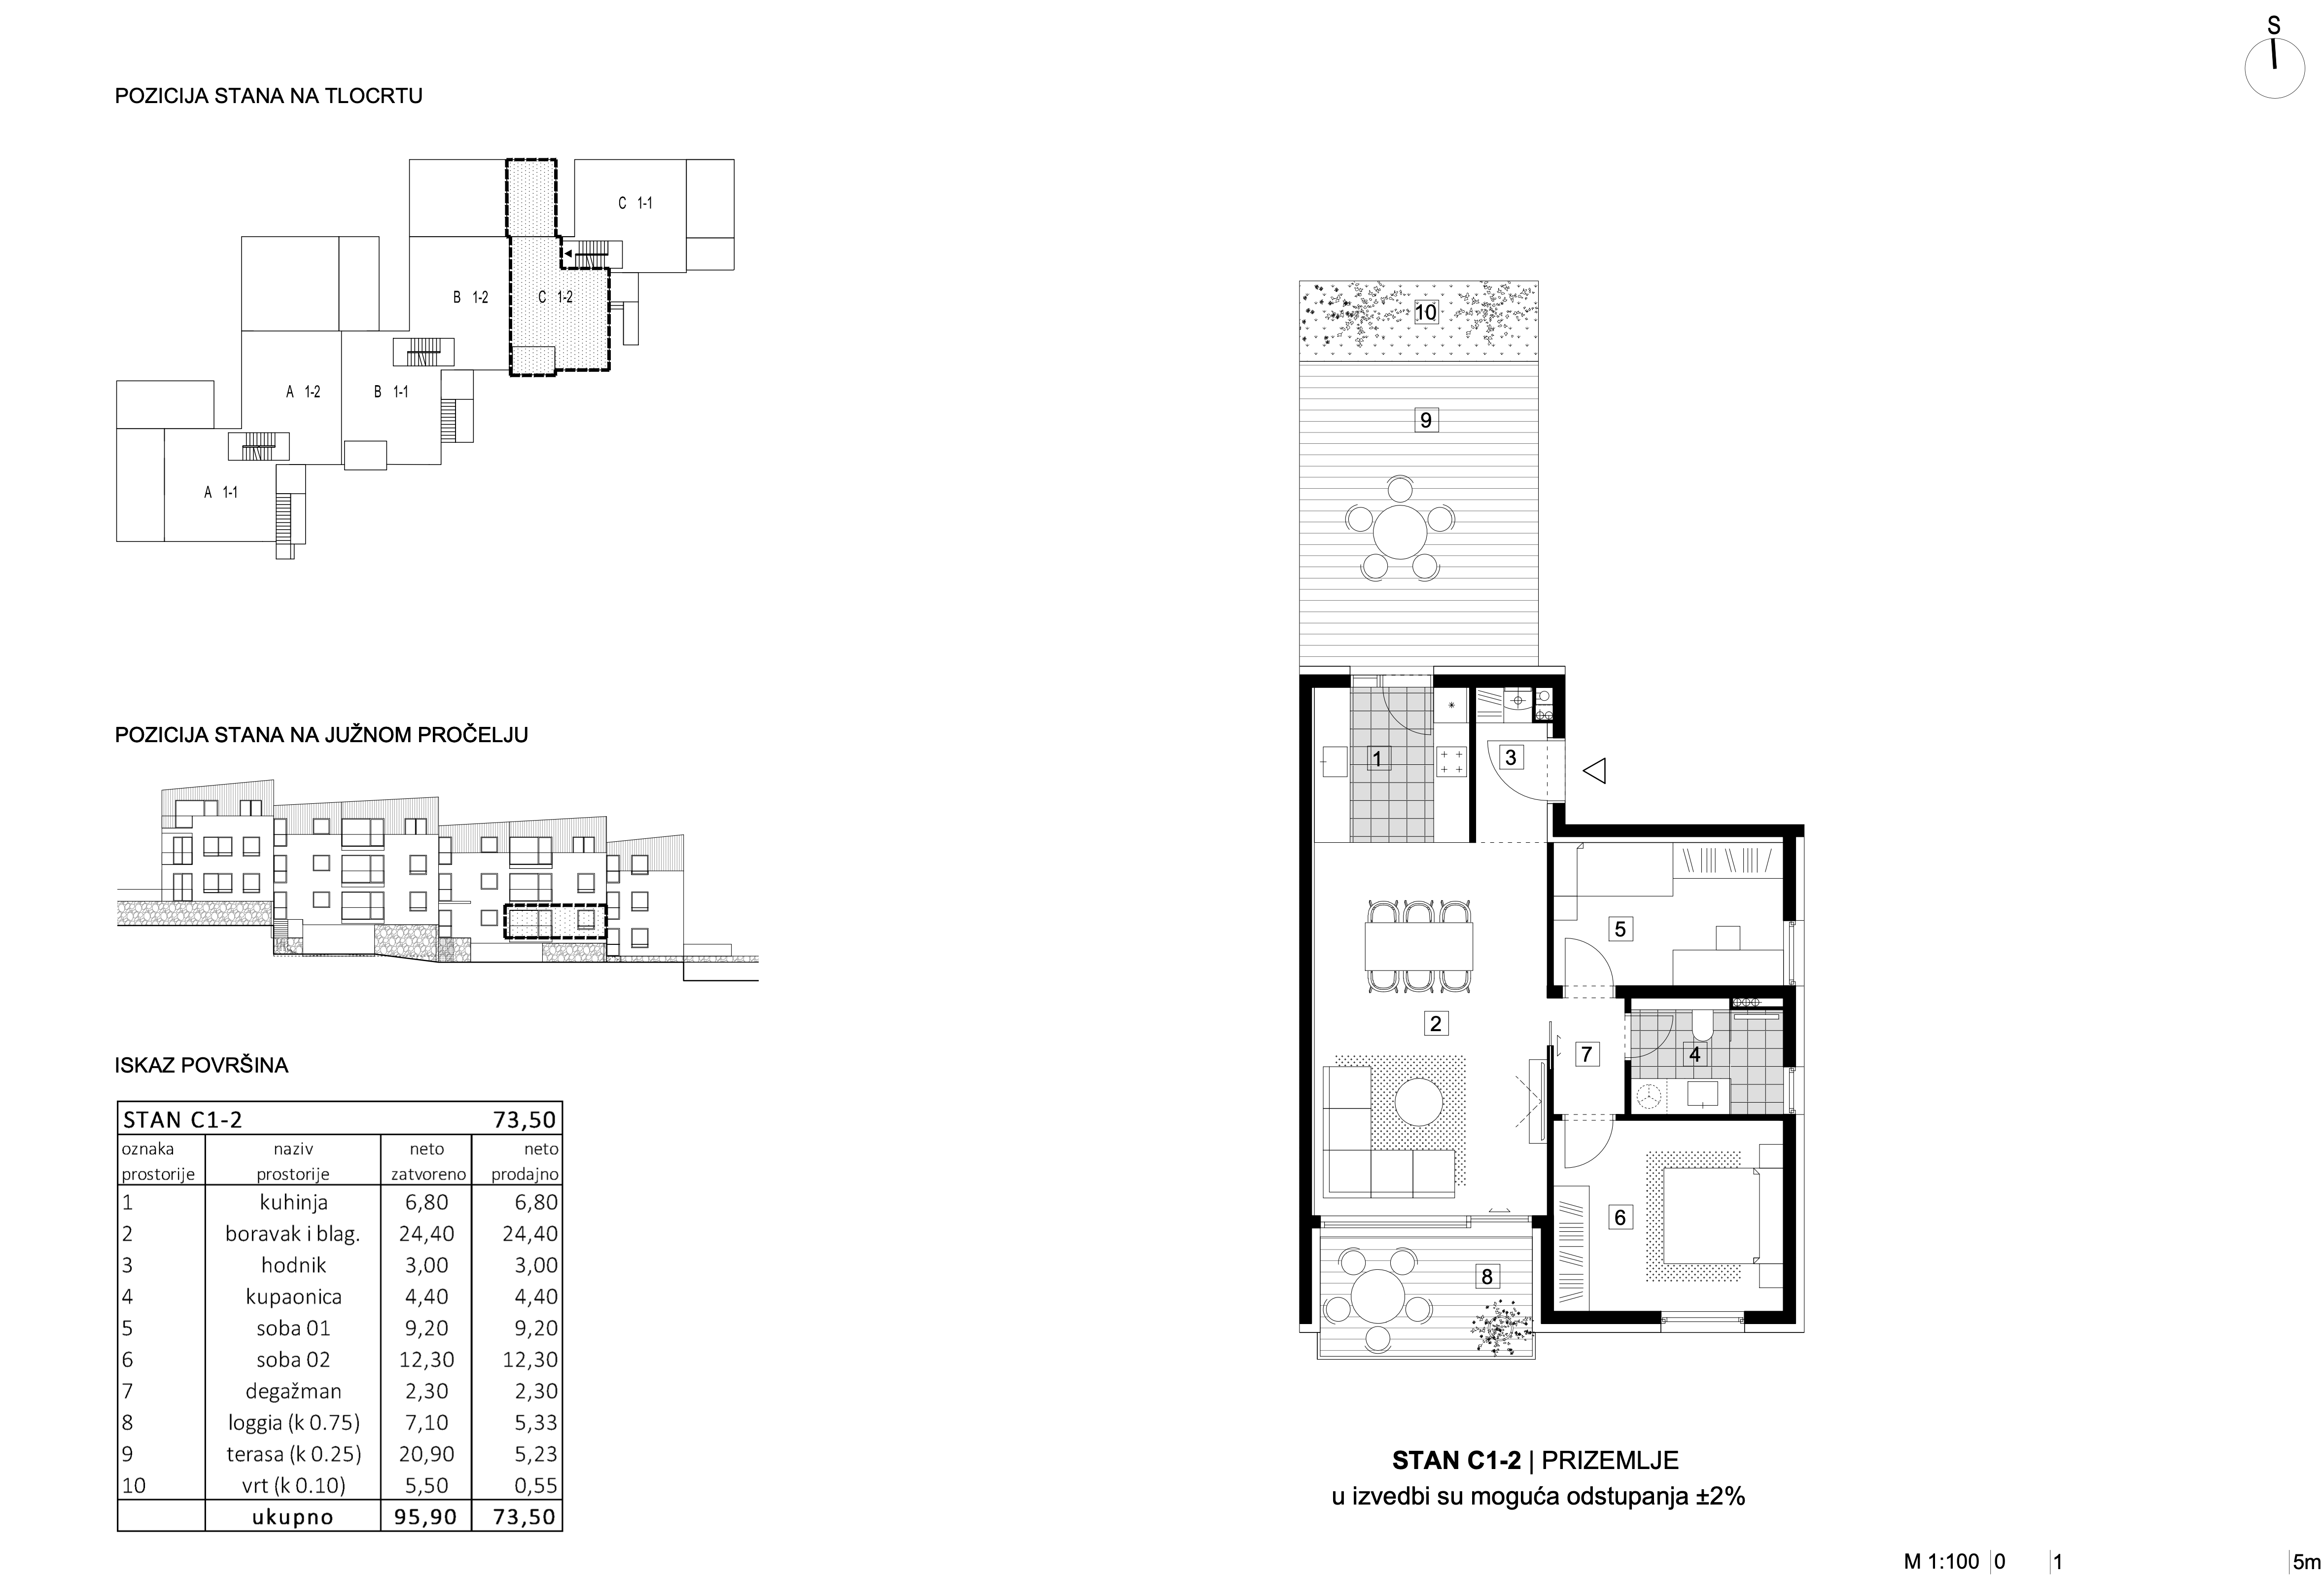 S
POZICIJA STANA NA TLOCRTU
C 1-1
B 1-2
C 1-2
A 1-2
B 1-1
A 1-1
POZICIJA STANA NA JUŽNOM PROČELJU
ISKAZ POVRŠINA
STAN C1-2 73,50
oznaka naziv neto neto
prostorije prostorije zatvoreno prodajno
1 kuhinja 6,80 6,80
2 boravak i blag. 24,40 24,40
3 hodnik 3,00 3,00
4 kupaonica 4,40 4,40
5 soba 01 9,20 9,20
6 soba 02 12,30 12,30
7 degažman 2,30 2,30
8 loggia (k 0.75) 7,10 5,33
9 terasa (k 0.25) 20,90 5,23
10 vrt (k 0.10) 5,50 0,55
ukupno 95,90 73,50
10
9
1
3
5
2
7
4
6
8
STAN C1-2 | PRIZEMLJE
u izvedbi su moguća odstupanja ±2%
M 1:100 0 1 5m